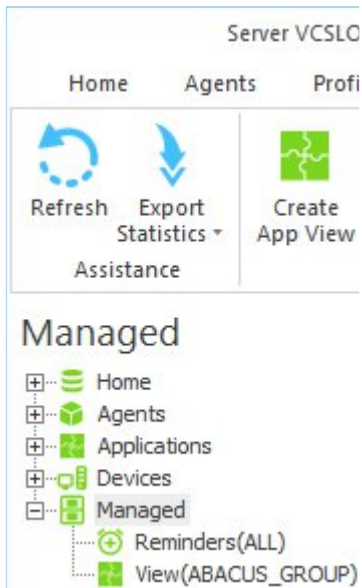 Server VCSLO
Home Agents Profi
Refresh Export Statistics Create App View
Assistance
Managed
Home
Agents
Applications
Devices
Managed
Reminders(ALL)
View(ABACUS_GROUP)